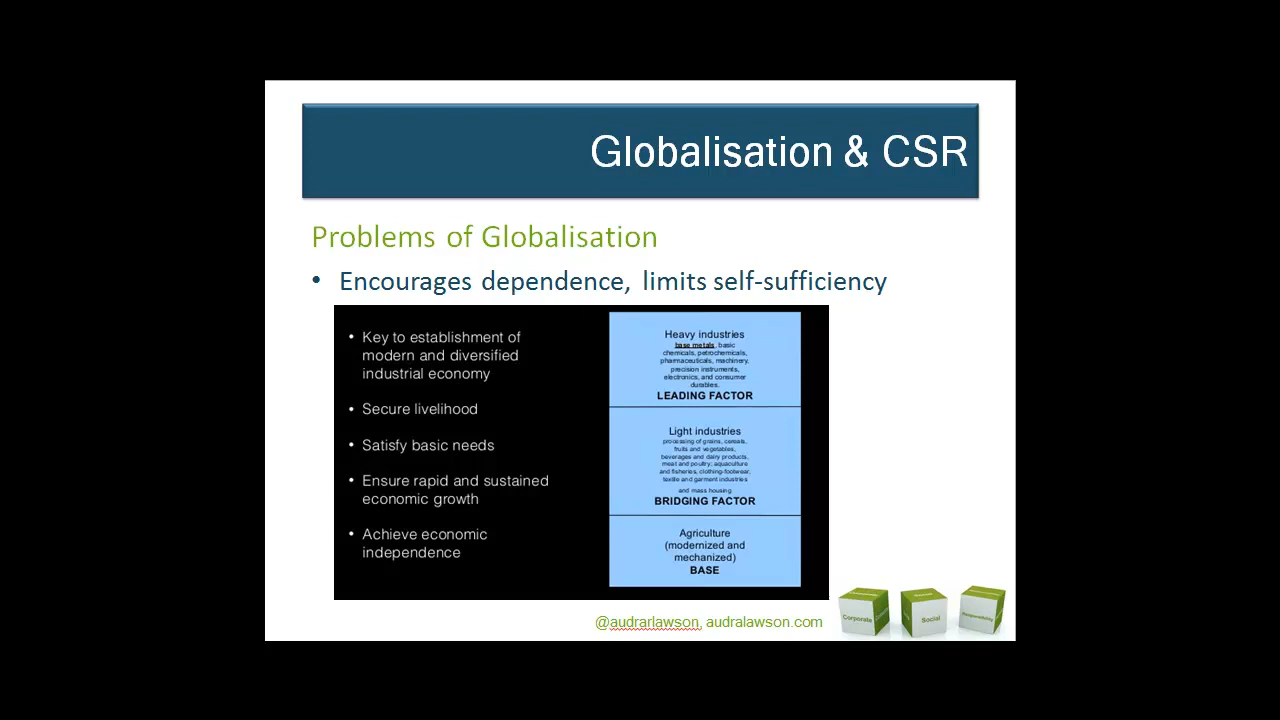 Globalisation & CSR
Problems of Globalisation
• Encourages dependence, limits self-sufficiency
• Key to establishment of
modern and diversified
industrial economy
• Secure livelihood
• Satisfy basic needs
• Ensure rapid and sustained
economic growth
• Achieve economic
independence
Heavy industries
base metals, basic
chemicals, petrochemicals,
pharmaceuticals, machinery,
precision instruments,
electronics, and consumer
durables.
LEADING FACTOR
Light industries
processing of grains, cereals,
fruits and vegetables,
beverages and dairy products,
meat and poultry; aquaculture
and fisheries, clothing-footwear,
textile and garment industries
and mass housing
BRIDGING FACTOR
Agriculture
(modernized and
mechanized)
BASE
@audrarlawson, audralawson.com
Corporate
Social
Responsibility